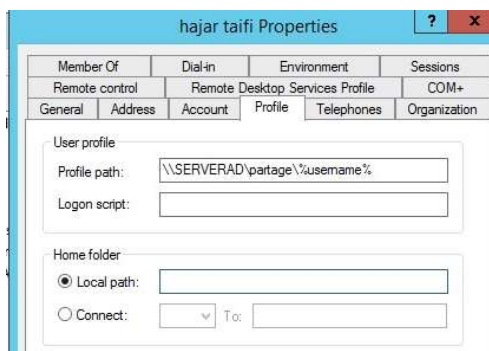 hajar taifi Properties
? x
Member Of Dial-in Environment Sessions
Remote control Remote Desktop Services Profile COM+
General Address Account Profile Telephones Organization
User profile
Profile path: \\SERVERAD\partage\%username%
Logon script:
Home folder
Local path:
Connect: To: